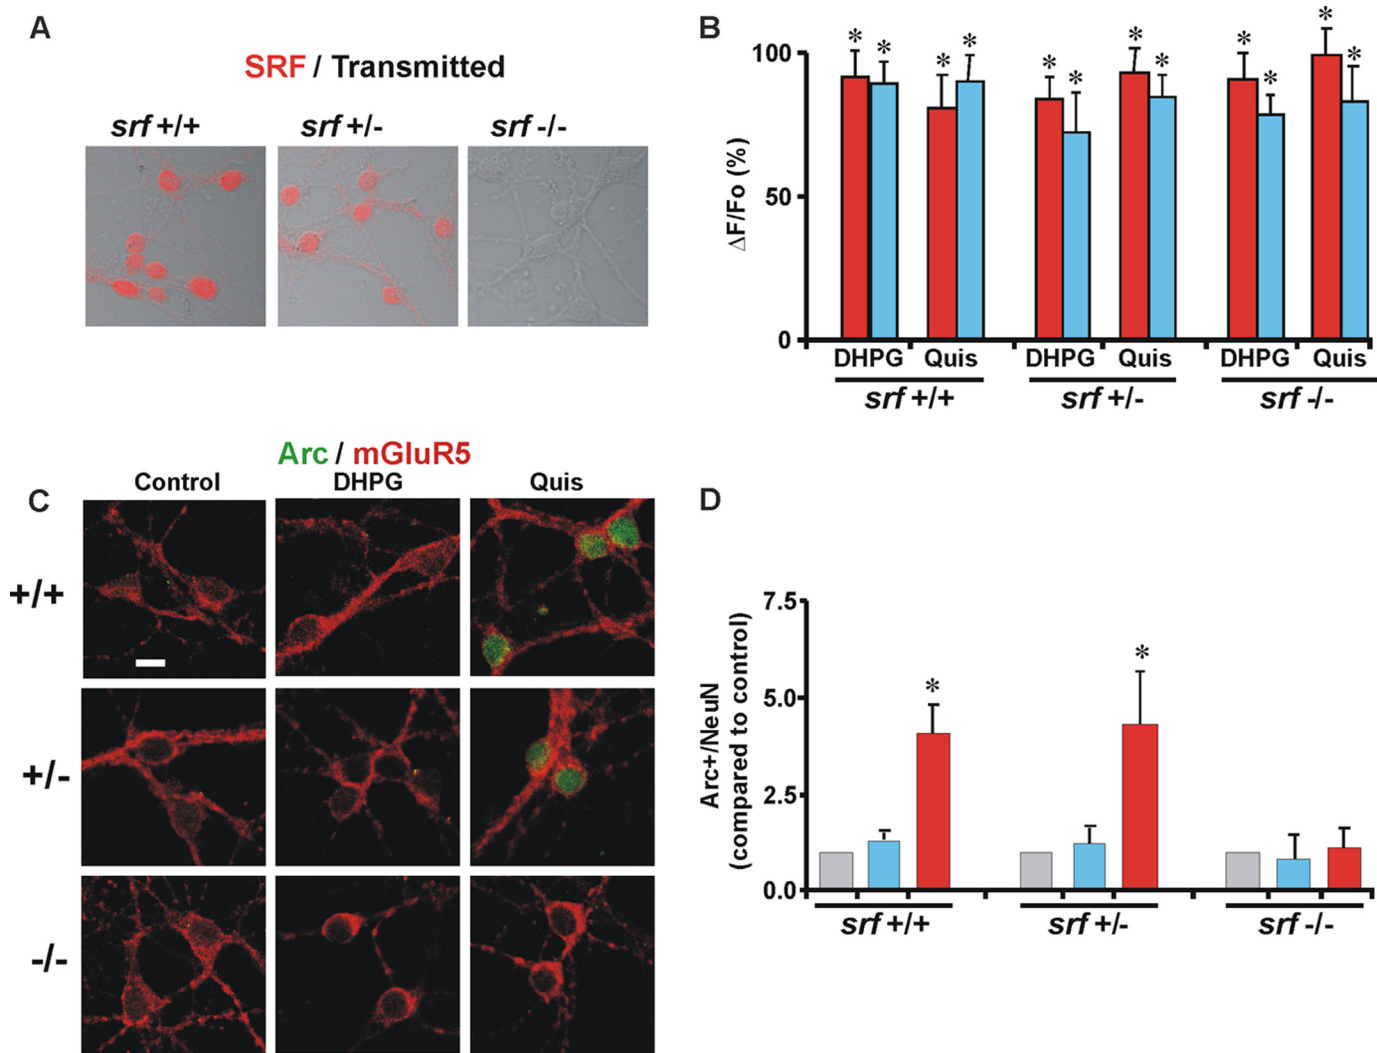 A
SRF / Transmitted
srf +/+ srf +/- srf -/-
B
100
50
0
ΔF/Fo (%)
* * * * * * * * * * * *
DHPG Quis DHPG Quis DHPG Quis
srf +/+ srf +/- srf -/-
C
Arc / mGluR5
Control DHPG Quis
+/+
+/-
-/-
D
7.5
5.0
2.5
0.0
Arc+/NeuN
(compared to control)
* *
srf +/+ srf +/- srf -/-